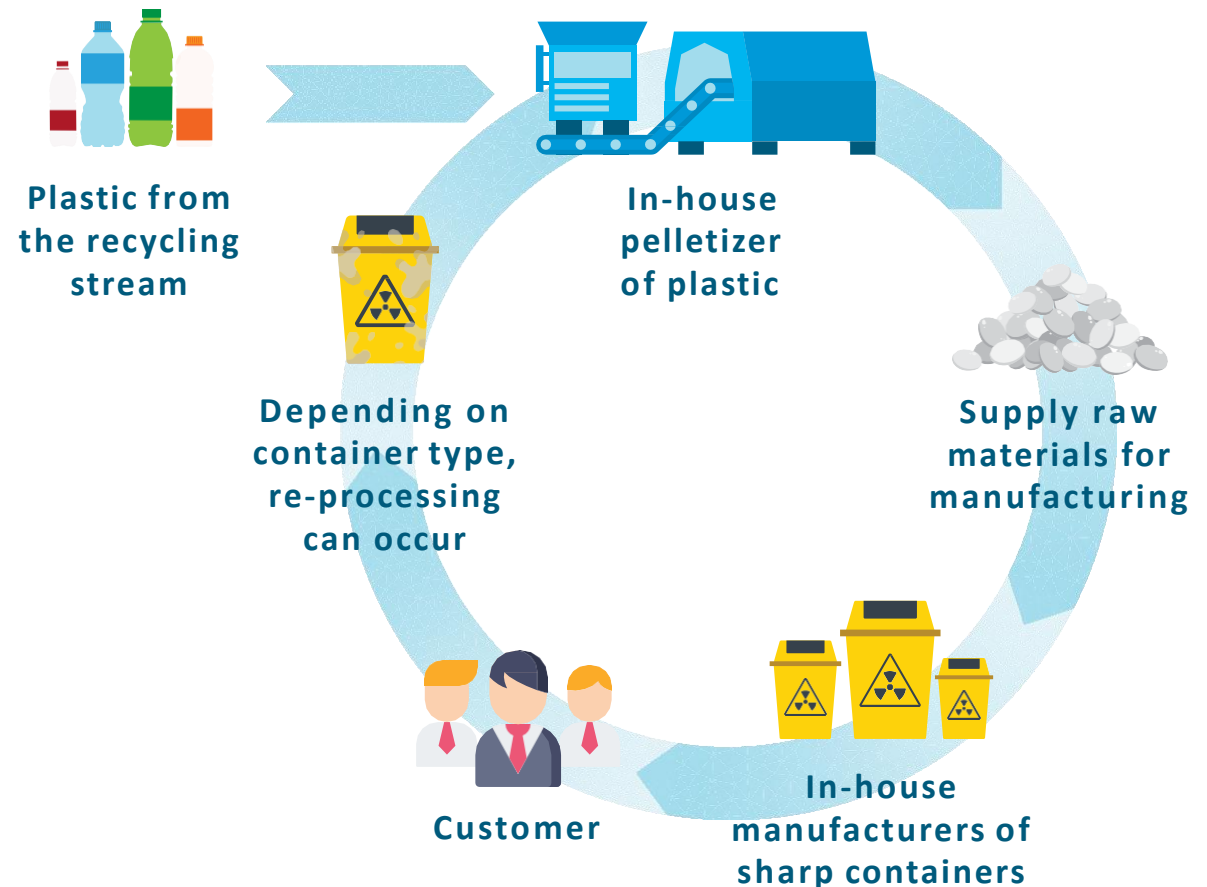 Plastic from
the recycling
stream
In-house
pelletizer
of plastic
Supply raw
materials for
manufacturing
In-house
manufacturers of
sharp containers
Customer
Depending on
container type,
re-processing
can occur